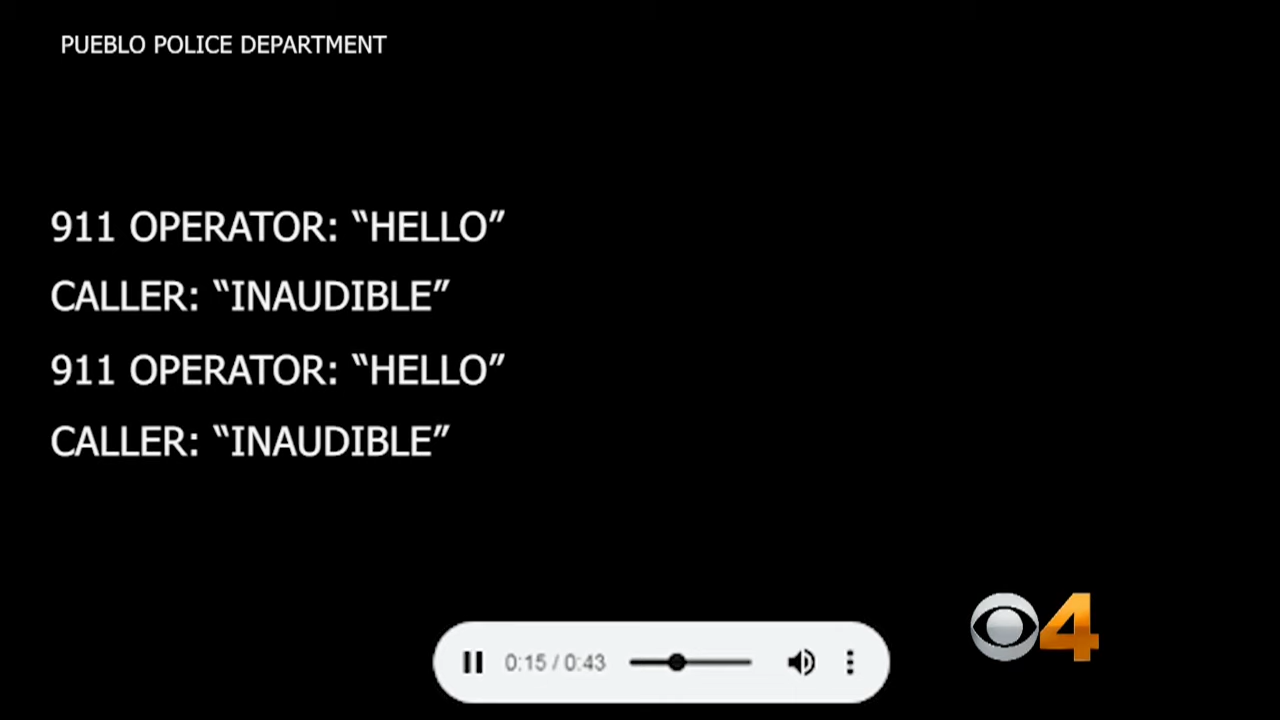 PUEBLO POLICE DEPARTMENT
911 OPERATOR: “HELLO”
CALLER: “INAUDIBLE”
911 OPERATOR: “HELLO”
CALLER: “INAUDIBLE”
0:15 / 0:43
4